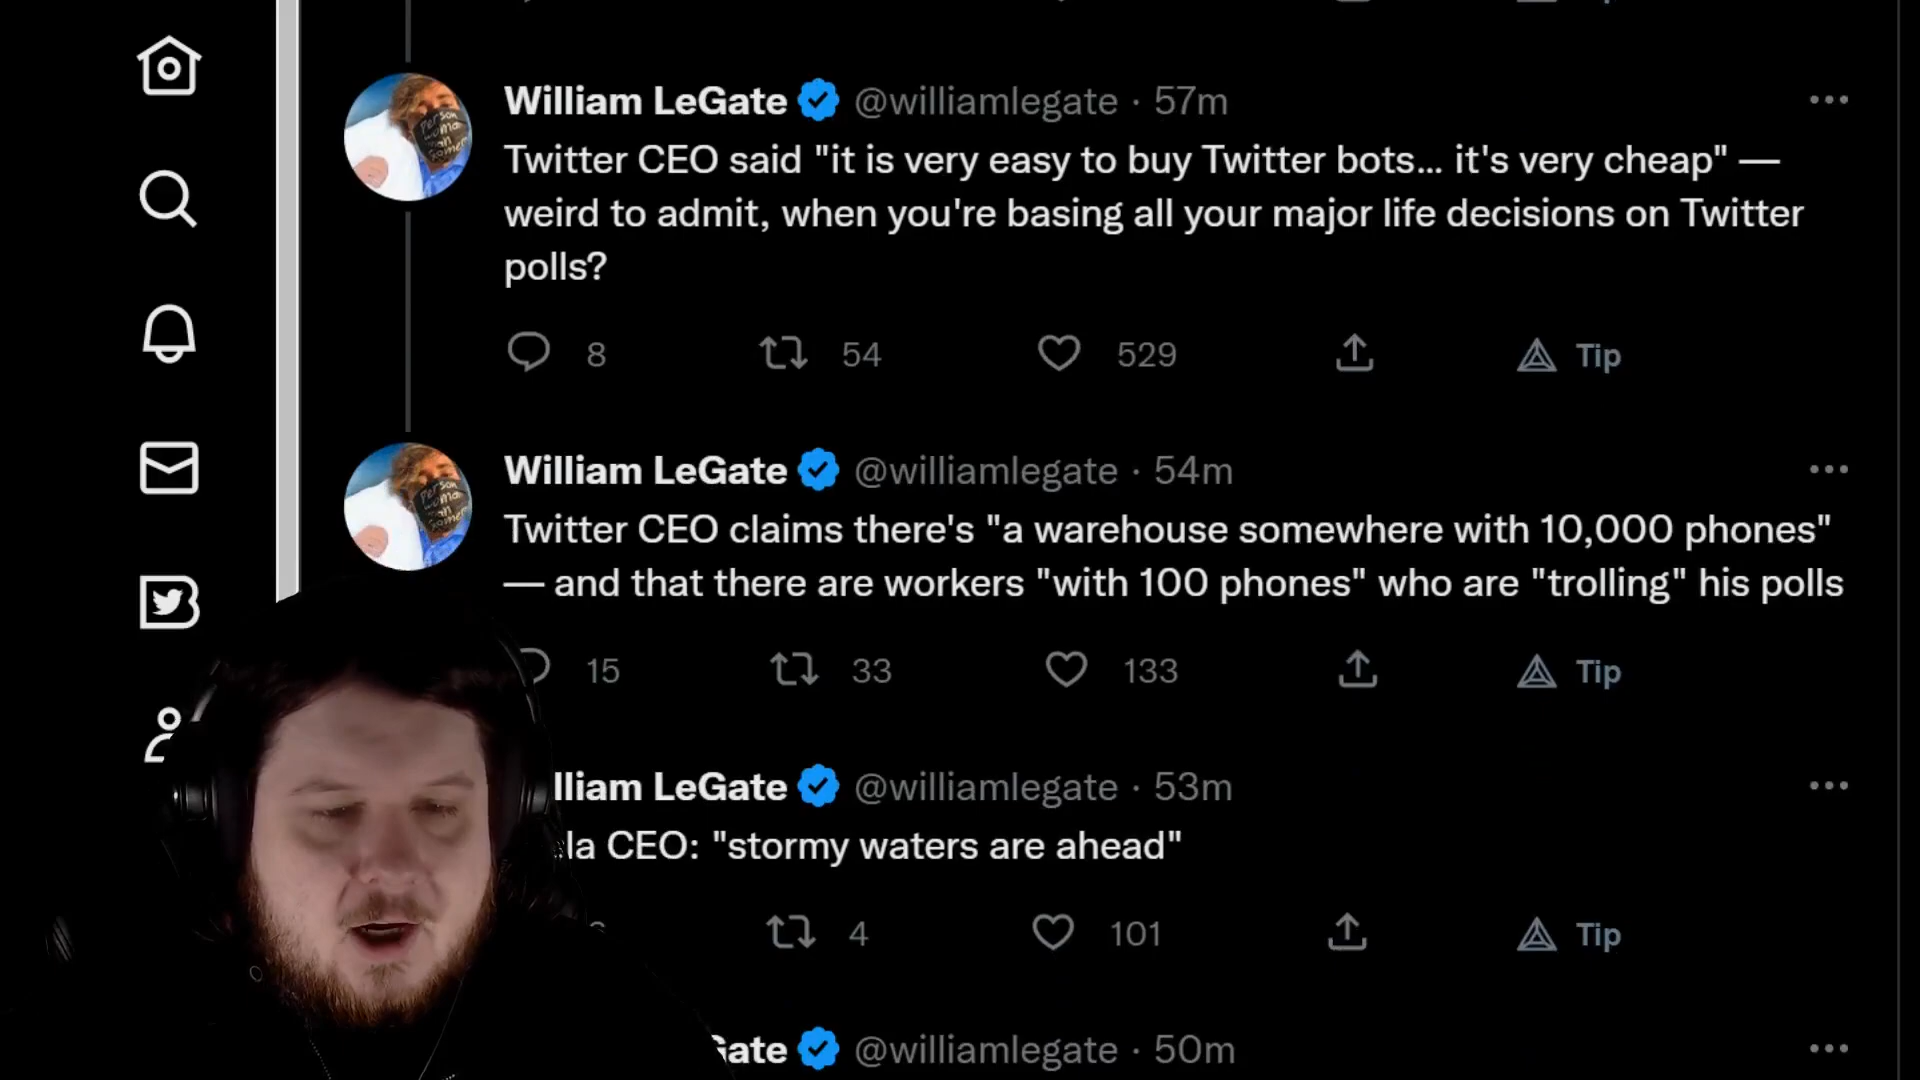 William LeGate @williamlegate · 57m
Twitter CEO said "it is very easy to buy Twitter bots... it's very cheap" —
weird to admit, when you're basing all your major life decisions on Twitter
polls?
8 54 529 Tip
William LeGate @williamlegate · 54m
Twitter CEO claims there's "a warehouse somewhere with 10,000 phones"
— and that there are workers "with 100 phones" who are "trolling" his polls
15 33 133 Tip
lliam LeGate @williamlegate · 53m
la CEO: "stormy waters are ahead"
4 101 Tip
Gate @williamlegate · 50m